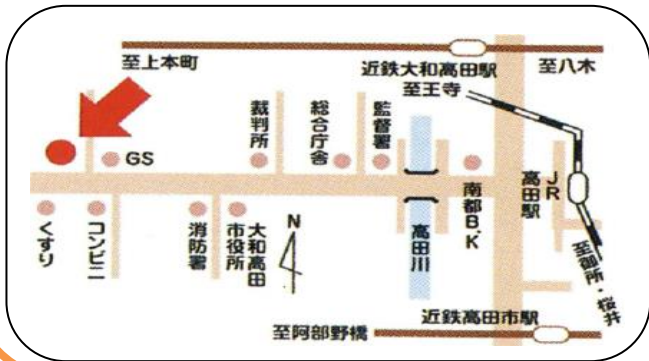 至上本町
近鉄大和高田駅
至八木
至王寺
裁判所
総合庁舎
監督署
GS
南都B.K
JR
高田駅
くすり
コンビニ
消防署
大和高田
市役所
N
高田川
至御所・桜井
近鉄高田市駅
至阿部野橋